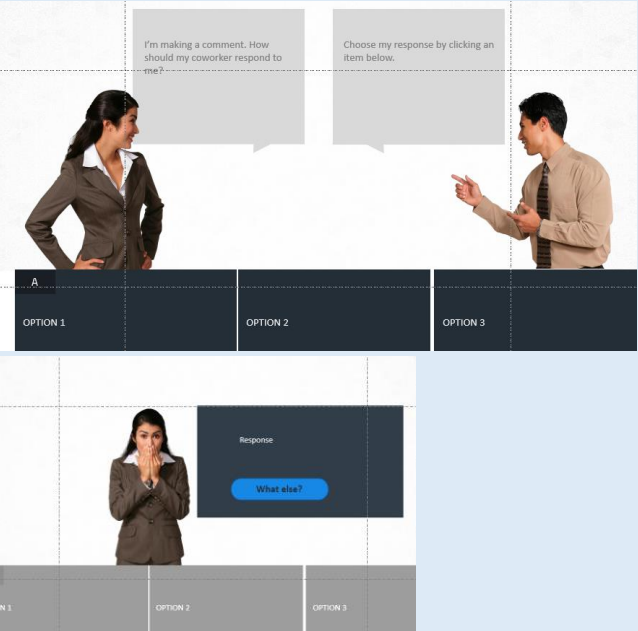 I'm making a comment. How
should my coworker respond to
me?
Choose my response by clicking an
item below.
A
OPTION 1
OPTION 2
OPTION 3
Response
What else?
N 1
OPTION 2
OPTION 3